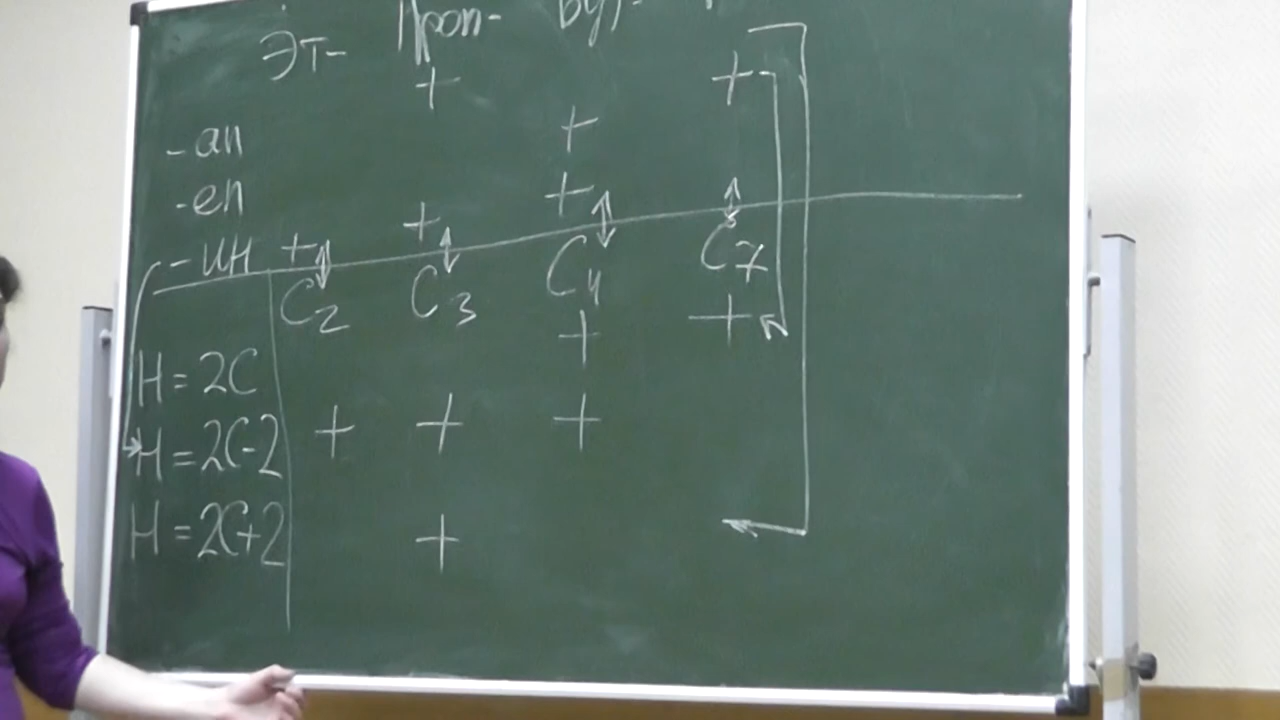 Эт- Проп- Бут-
+ +
-ан +
-ен +
-ин + +
C2 C3 C4 C7
+ +
H=2C
H=2C-2 + + +
H=2C+2 +